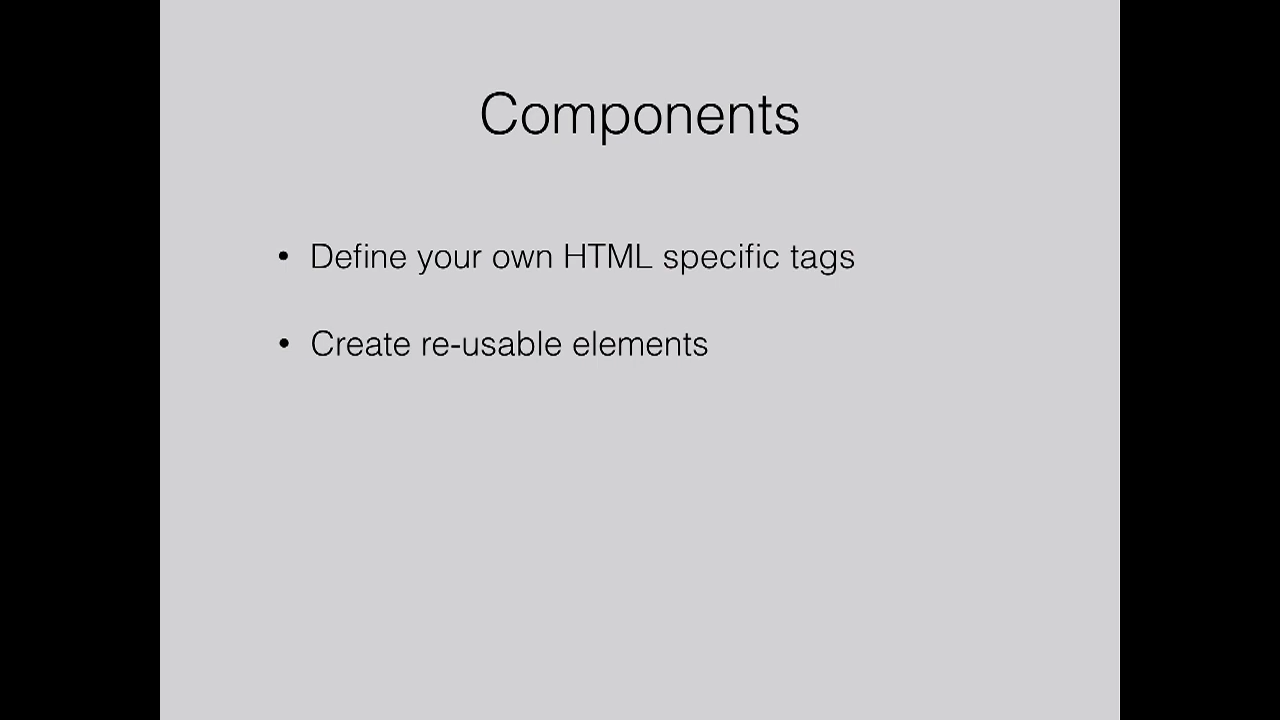 Components
• Define your own HTML specific tags
• Create re-usable elements